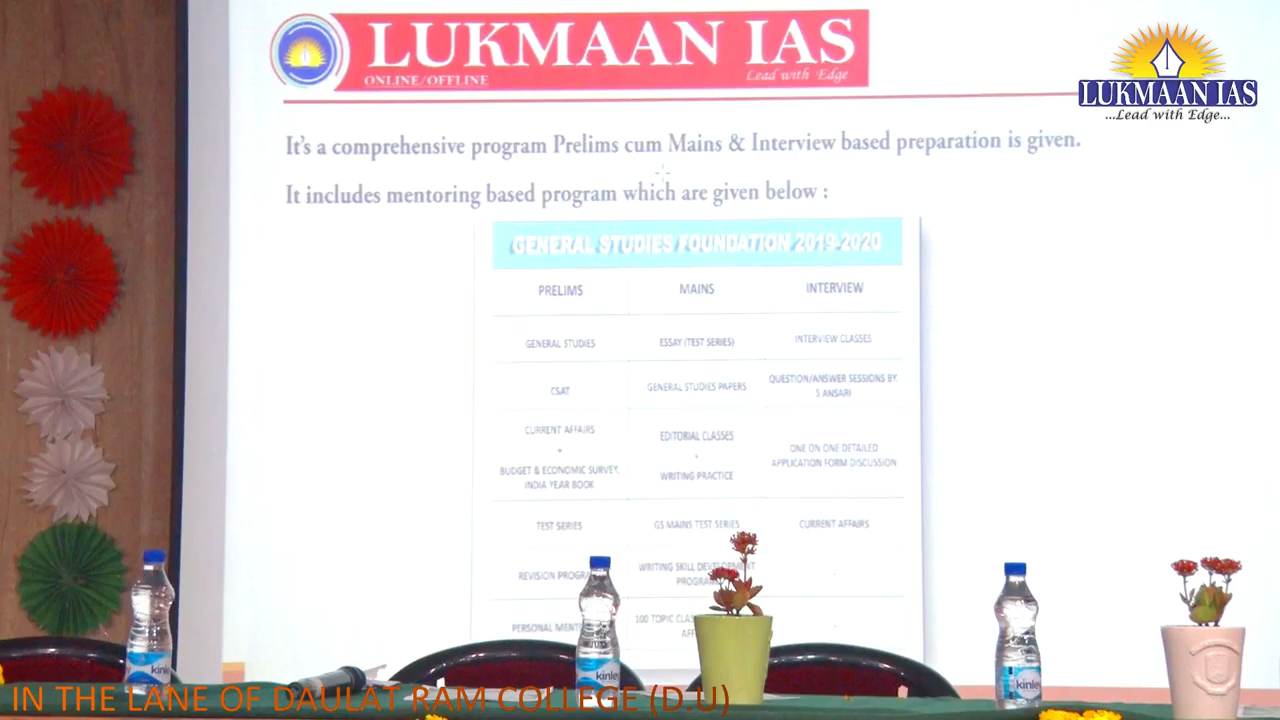 LUKMAAN IAS
ONLINE/OFFLINE
Lead with Edge
LUKMAAN IAS
...Lead with Edge...
It's a comprehensive program Prelims cum Mains & Interview based preparation is given.
It includes mentoring based program which are given below :
GENERAL STUDIES FOUNDATION 2019-2020
PRELIMS MAINS INTERVIEW
GENERAL STUDIES ESSAY (TEST SERIES) INTERVIEW CLASSES
CSAT GENERAL STUDIES PAPERS QUESTION/ANSWER SESSIONS BY
S ANSARI
CURRENT AFFAIRS
+
BUDGET & ECONOMIC SURVEY,
INDIA YEAR BOOK
EDITORIAL CLASSES
+
WRITING PRACTICE
ONE ON ONE DETAILED
APPLICATION FORM DISCUSSION
TEST SERIES GS MAINS TEST SERIES CURRENT AFFAIRS
REVISION
WRITING SKILL DEVELOPMENT
PERSONAL
100 TOPIC
kinley
kinley
kinley
IN THE LANE OF DAULAT RAM COLLEGE (D.U)